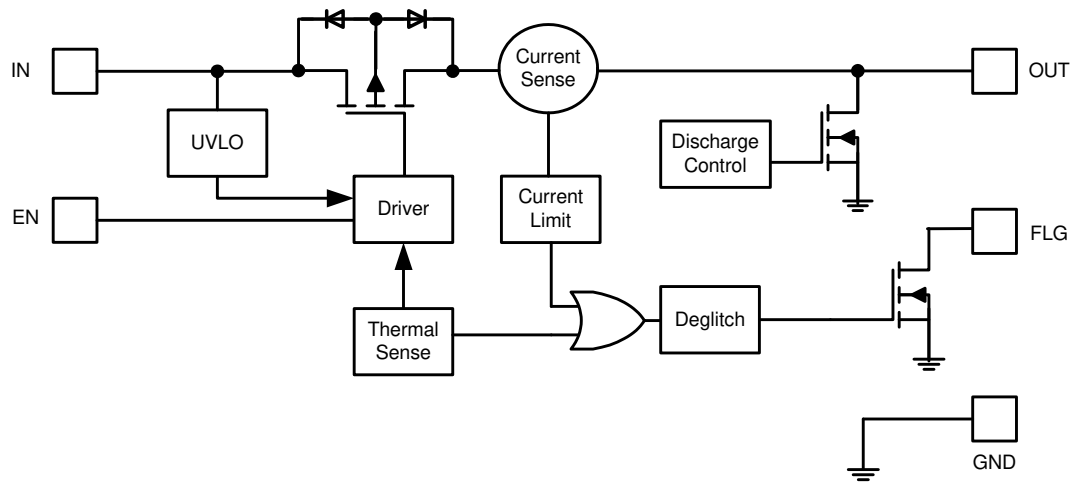 IN
Current
Sense
OUT
UVLO
Discharge
Control
EN
Driver
Current
Limit
FLG
Thermal
Sense
Deglitch
GND